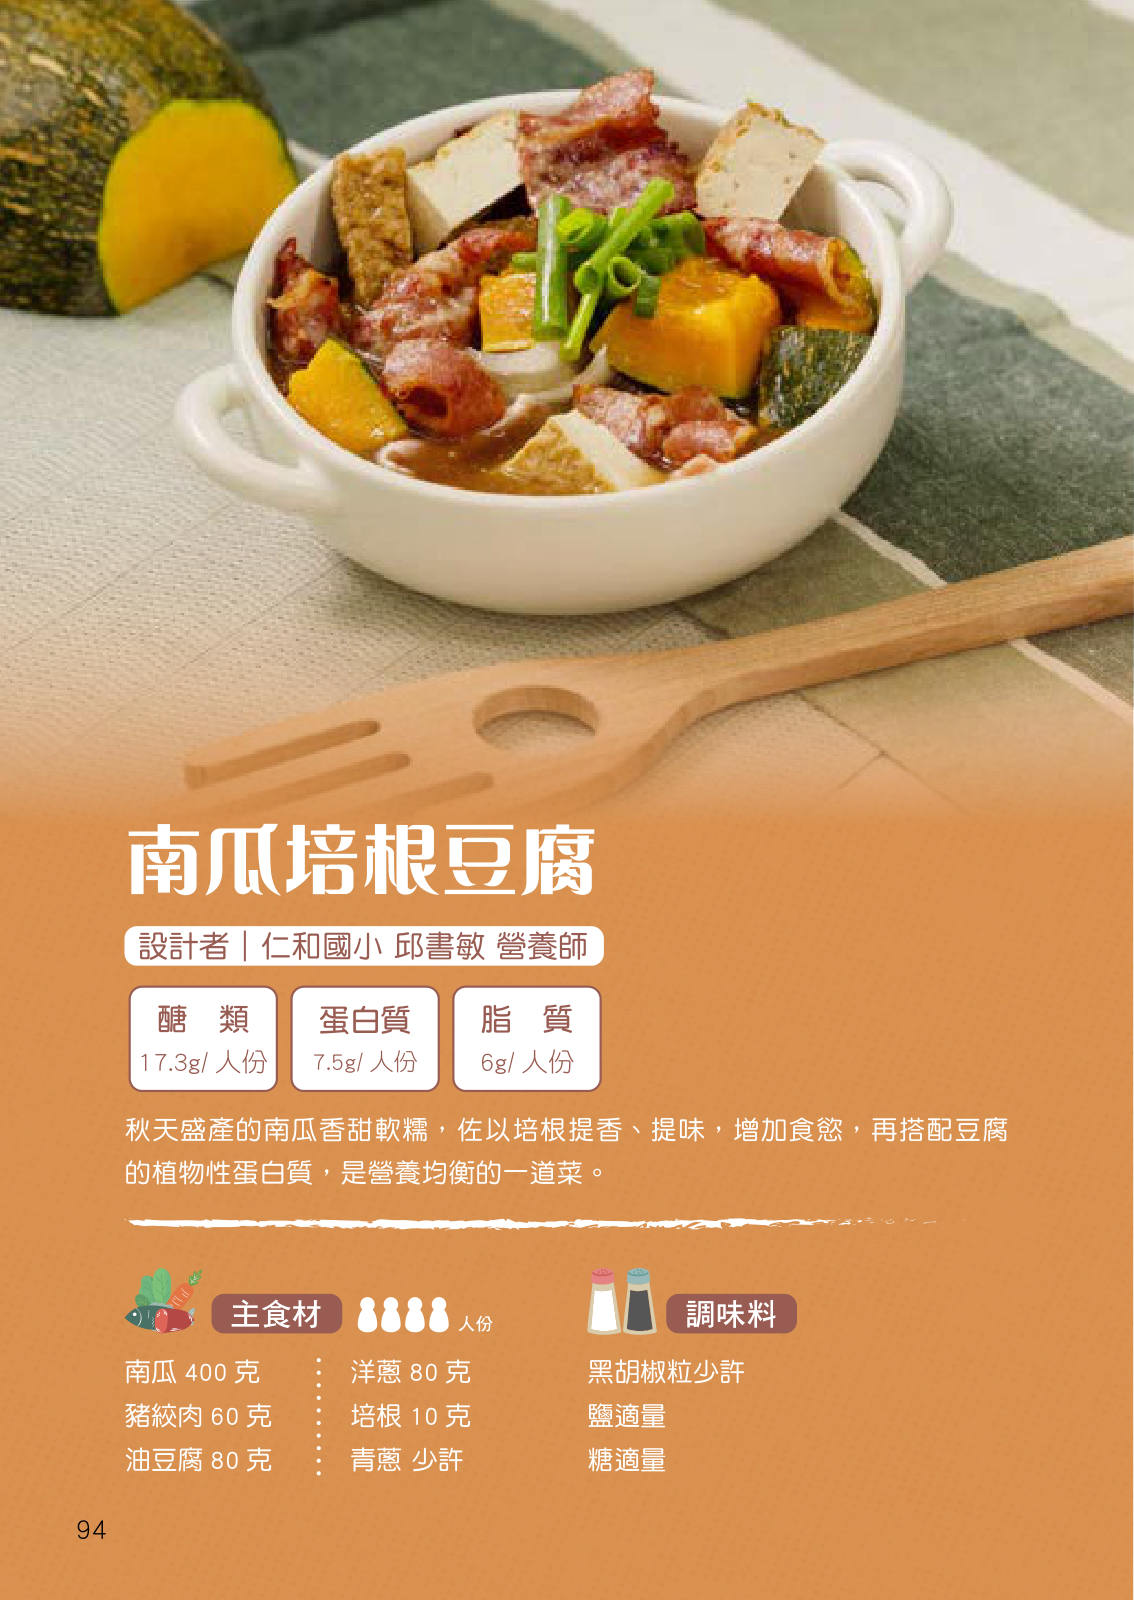 南瓜培根豆腐
設計者｜仁和國小 邱書敏 營養師
醣　類
17.3g/ 人份
蛋白質
7.5g/ 人份
脂　質
6g/ 人份
秋天盛產的南瓜香甜軟糯，佐以培根提香、提味，增加食慾，再搭配豆腐
的植物性蛋白質，是營養均衡的一道菜。
主食材
人份
南瓜 400 克
豬絞肉 60 克
油豆腐 80 克
洋蔥 80 克
培根 10 克
青蔥 少許
調味料
黑胡椒粒少許
鹽適量
糖適量
94